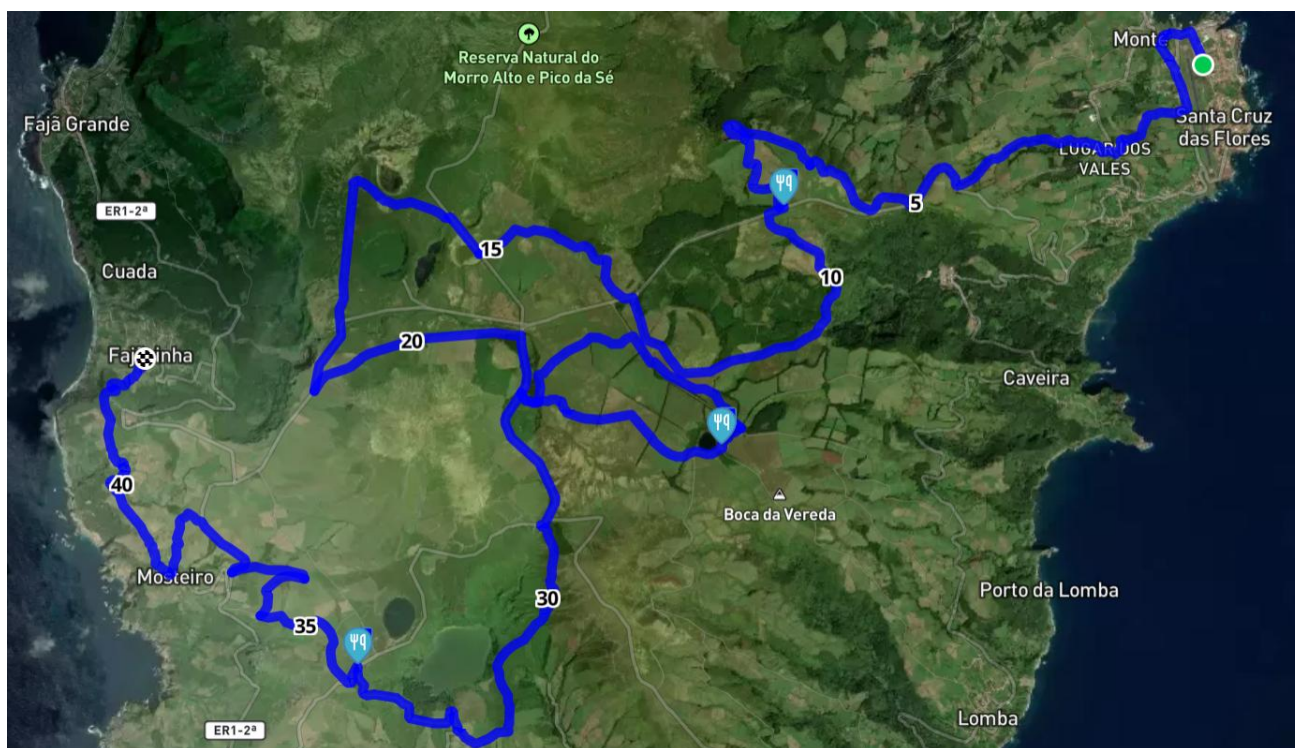 Monte
Reserva Natural do
Morro Alto e Pico da Sé
Fajã Grande
Santa Cruz
das Flores
LUGAR DOS
VALES
5
ER1-2ª
15
Cuada
10
20
Fajãzinha
Caveira
40
Boca da Vereda
Mosteiro
30
Porto da Lomba
35
Lomba
ER1-2ª